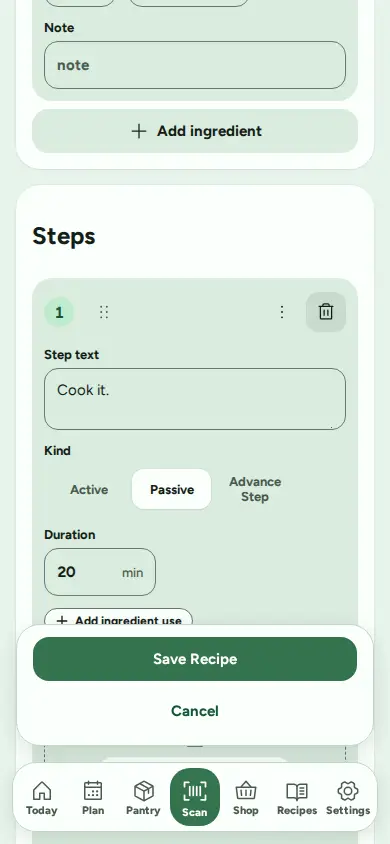 Note
note
Add ingredient
Steps
1
Step text
Cook it.
Kind
Active
Passive
Advance
Step
Duration
20 min
Add ingredient use
Save Recipe
Cancel
Today Plan Pantry Scan Shop Recipes Settings